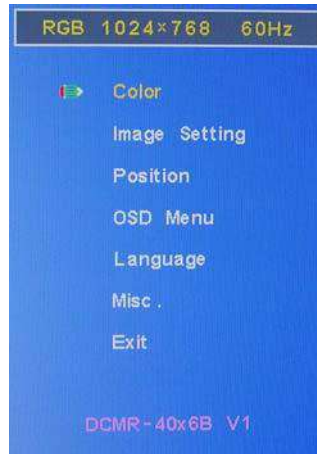 RGB 1024×768 60Hz
Color
Image Setting
Position
OSD Menu
Language
Misc.
Exit
DCMR-40x6B V1